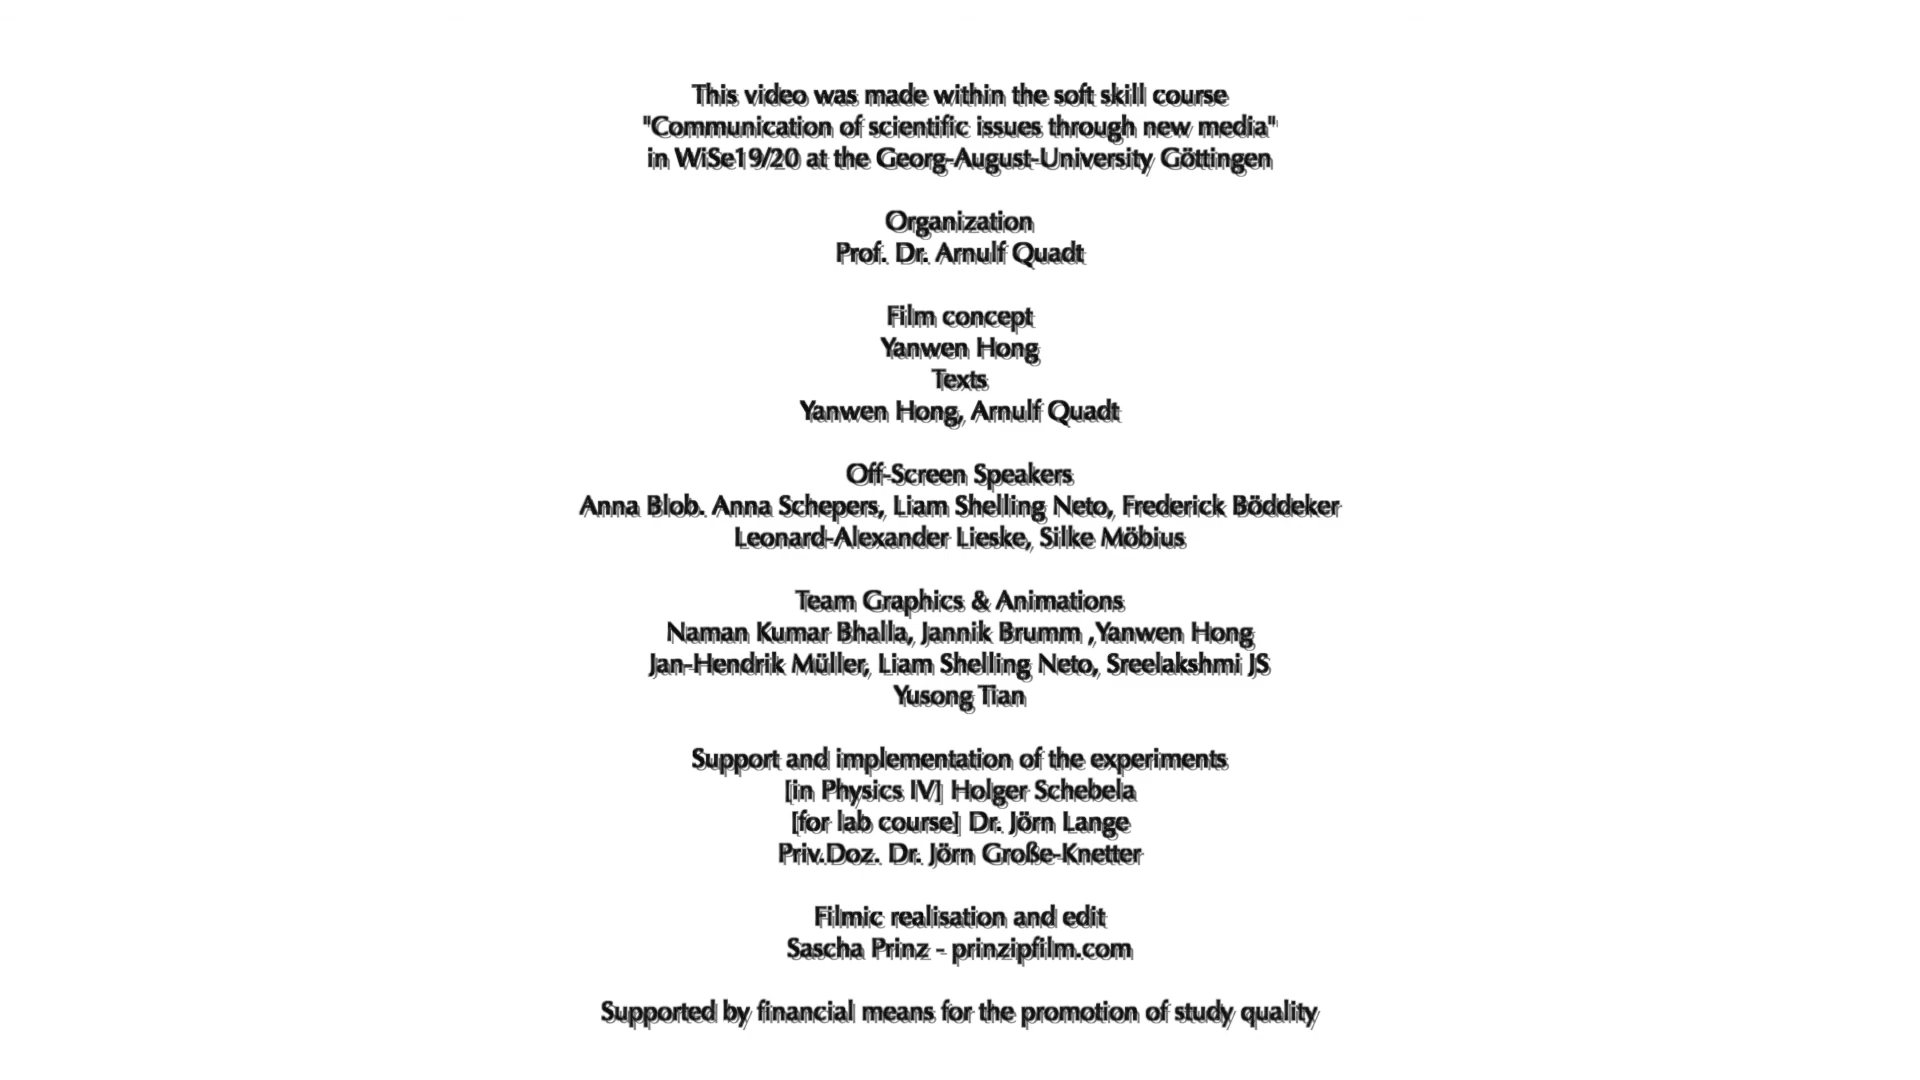 This video was made within the soft skill course
"Communication of scientific issues through new media"
in WiSe19/20 at the Georg-August-University Göttingen
Organization
Prof. Dr. Arnulf Quadt
Film concept
Yanwen Hong
Texts
Yanwen Hong, Arnulf Quadt
Off-Screen Speakers
Anna Blob. Anna Schepers, Liam Shelling Neto, Frederick Böddeker
Leonard-Alexander Lieske, Silke Möbius
Team Graphics & Animations
Naman Kumar Bhalla, Jannik Brumm ,Yanwen Hong
Jan-Hendrik Müller, Liam Shelling Neto, Sreelakshmi JS
Yusong Tian
Support and implementation of the experiments
[in Physics IV] Holger Schebela
[for lab course] Dr. Jörn Lange
Priv.Doz. Dr. Jörn Große-Knetter
Filmic realisation and edit
Sascha Prinz - prinzipfilm.com
Supported by financial means for the promotion of study quality